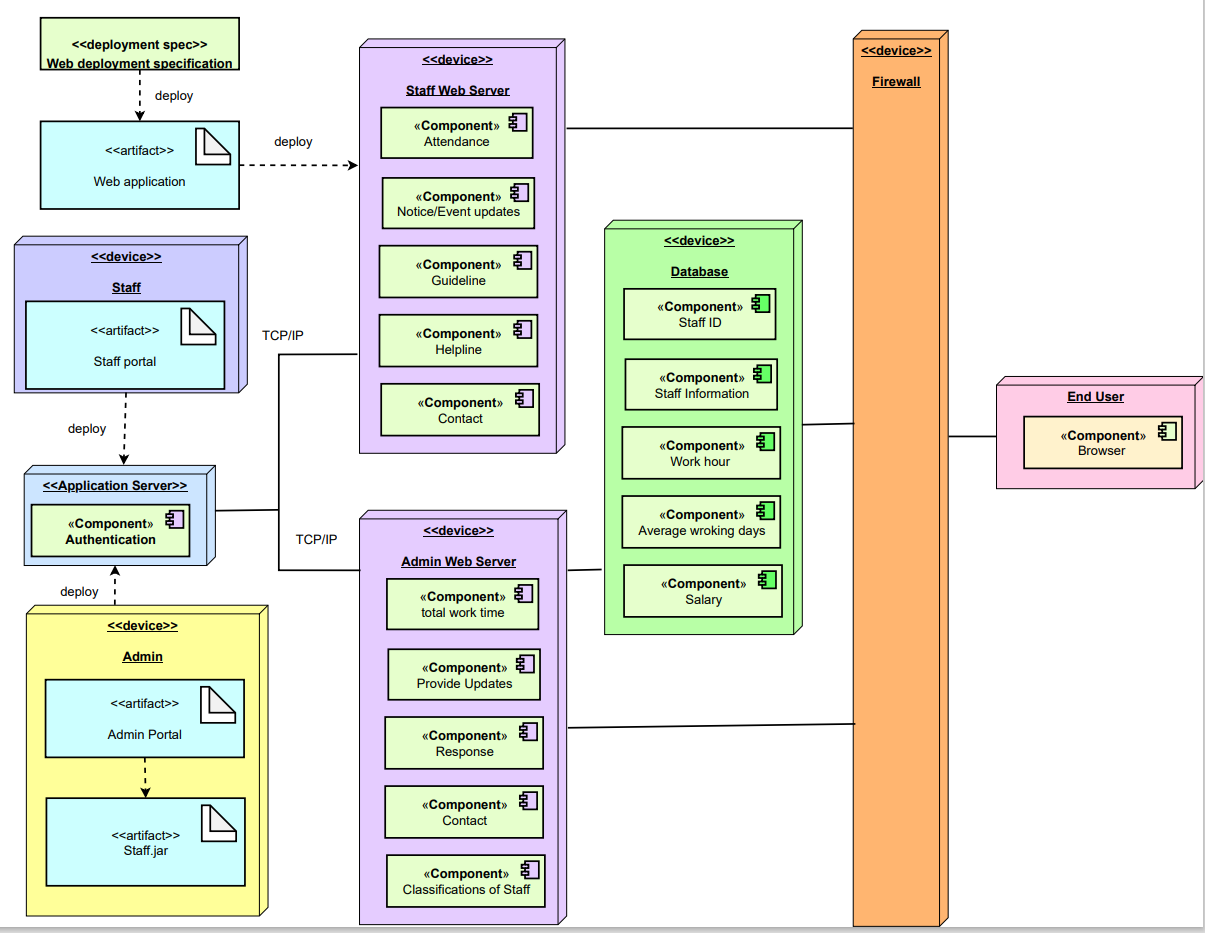 <<deployment spec>>
Web deployment specification
deploy
<<artifact>>
Web application
deploy
<<device>>
Staff
<<artifact>>
Staff portal
deploy
<<Application Server>>
«Component»
Authentication
deploy
<<device>>
Admin
<<artifact>>
Admin Portal
<<artifact>>
Staff.jar
TCP/IP
TCP/IP
<<device>>
Staff Web Server
«Component»
Attendance
«Component»
Notice/Event updates
«Component»
Guideline
«Component»
Helpline
«Component»
Contact
<<device>>
Admin Web Server
«Component»
total work time
«Component»
Provide Updates
«Component»
Response
«Component»
Contact
«Component»
Classifications of Staff
<<device>>
Database
«Component»
Staff ID
«Component»
Staff Information
«Component»
Work hour
«Component»
Average wroking days
«Component»
Salary
<<device>>
Firewall
End User
«Component»
Browser